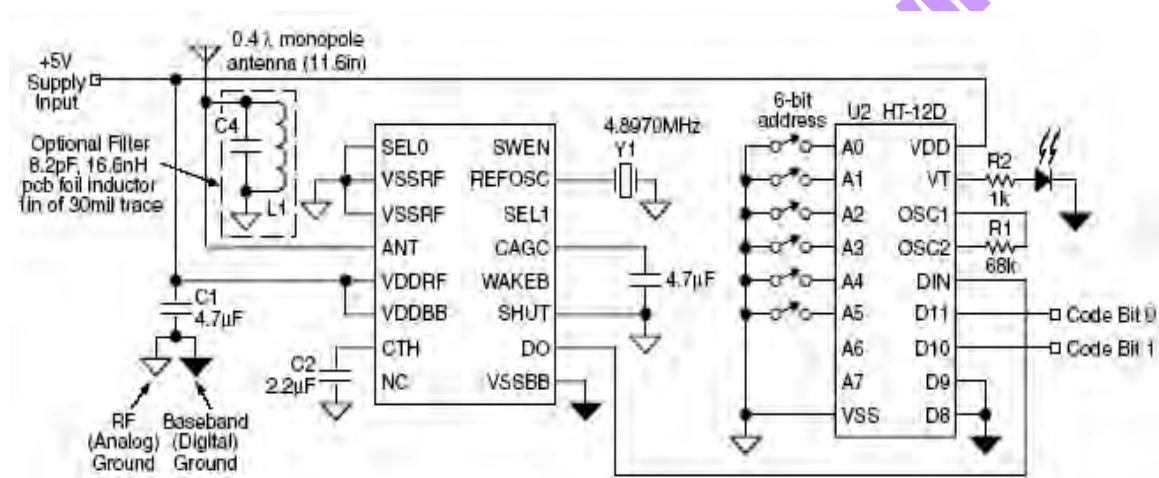 +5V
Supply
Input
0.4 λ monopole
antenna (11.6in)
Optional Filter
8.2pF, 16.6nH
pcb foil inductor
1in of 30mil trace
C4
L1
SEL0
VSSRF
VSSRF
ANT
VDDRF
VDDBB
CTH
NC
SWEN
REFOSC
SEL1
CAGC
WAKEB
SHUT
DO
VSSBB
4.8970MHz
Y1
4.7µF
C1
4.7µF
C2
2.2µF
RF
(Analog)
Ground
Baseband
(Digital)
Ground
6-bit
address
U2 HT-12D
A0
A1
A2
A3
A4
A5
A6
A7
VSS
VDD
VT
OSC1
OSC2
DIN
D11
D10
D9
D8
R2
1k
R1
68k
Code Bit 0
Code Bit 1